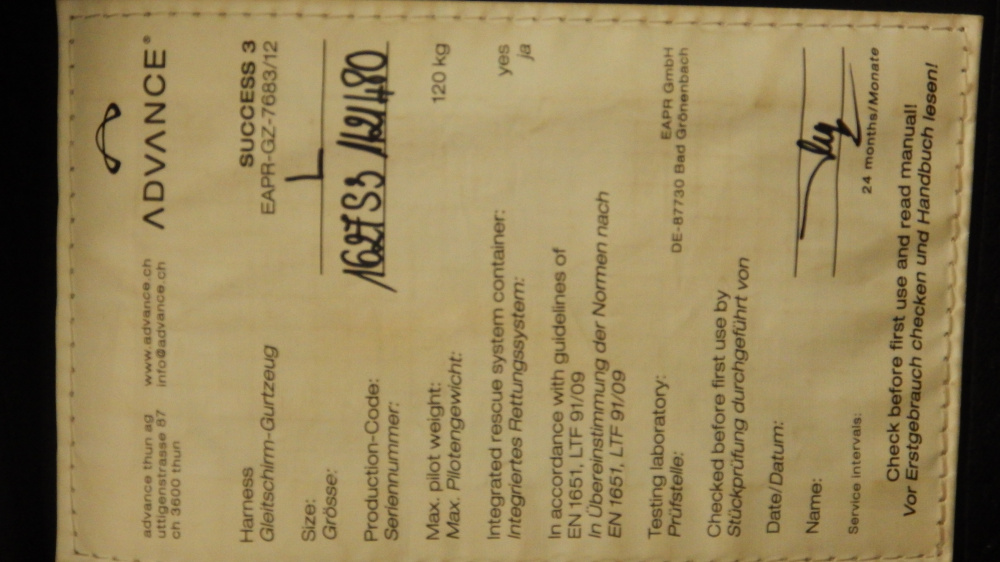 ADVANCE®
advance thun ag www.advance.ch
uttigenstrasse 87 info@advance.ch
ch 3600 thun
Harness SUCCESS 3
Gleitschirm-Gurtzeug EAPR-GZ-7683/12
Size: L
Grösse:
Production-Code:
Seriennummer:
Max. pilot weight: 120 kg
Max. Pilotengewicht:
Integrated rescue system container: yes
Integriertes Rettungssystem: ja
In accordance with guidelines of
EN 1651, LTF 91/09
In Übereinstimmung der Normen nach
EN 1651, LTF 91/09
Testing laboratory: EAPR GmbH
Prüfstelle: DE-87730 Bad Grönenbach
Checked before first use by
Stückprüfung durchgeführt von
Date/Datum:
Name:
Service intervals: 24 months/Monate
Check before first use and read manual!
Vor Erstgebrauch checken und Handbuch lesen!